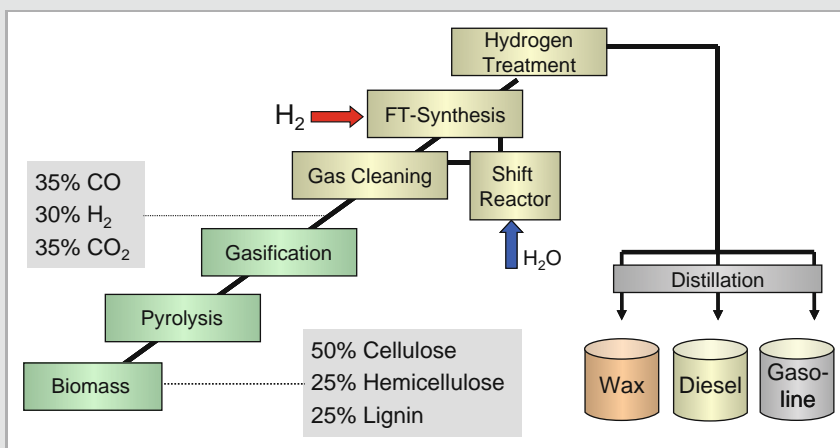 Hydrogen
Treatment
H₂
FT-Synthesis
Gas Cleaning
Shift
Reactor
35% CO
30% H₂
35% CO₂
Gasification
H₂O
Distillation
Pyrolysis
50% Cellulose
25% Hemicellulose
25% Lignin
Biomass
Wax
Diesel
Gaso-
line